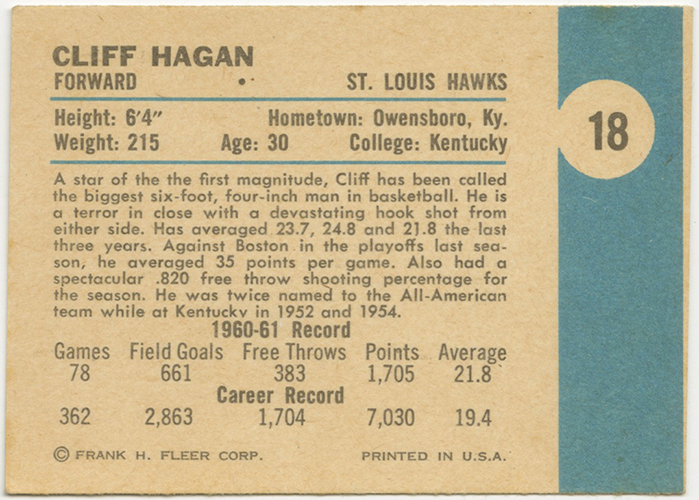 CLIFF HAGAN
FORWARD ST. LOUIS HAWKS
Height: 6'4" Hometown: Owensboro, Ky.
Weight: 215 Age: 30 College: Kentucky
18
A star of the the first magnitude, Cliff has been called
the biggest six-foot, four-inch man in basketball. He is
a terror in close with a devastating hook shot from
either side. Has averaged 23.7, 24.8 and 21.8 the last
three years. Against Boston in the playoffs last sea-
son, he averaged 35 points per game. Also had a
spectacular .820 free throw shooting percentage for
the season. He was twice named to the All-American
team while at Kentucky in 1952 and 1954.
1960-61 Record
Games Field Goals Free Throws Points Average
78 661 383 1,705 21.8
Career Record
362 2,863 1,704 7,030 19.4
© FRANK H. FLEER CORP. PRINTED IN U.S.A.